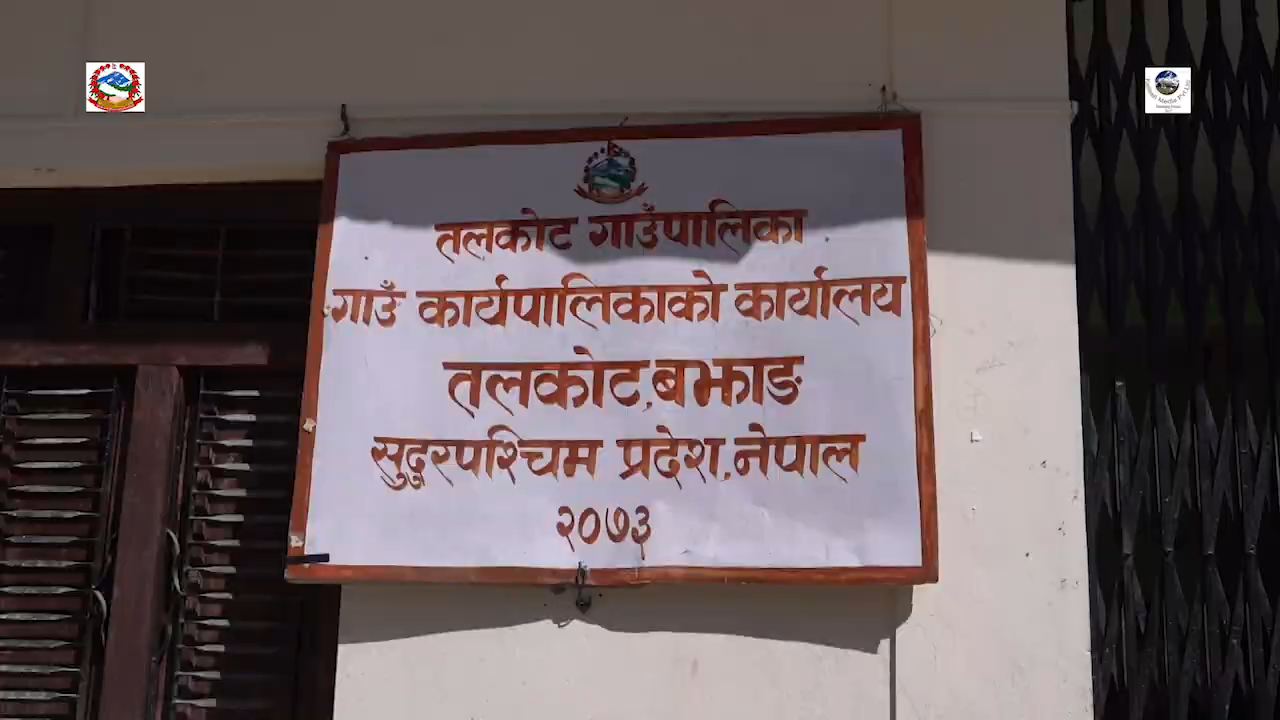 तलकोट गाउँपालिका
गाउँ कार्यपालिकाको कार्यालय
तलकोट,बझाङ
सुदुरपश्चिम प्रदेश,नेपाल
२०७३